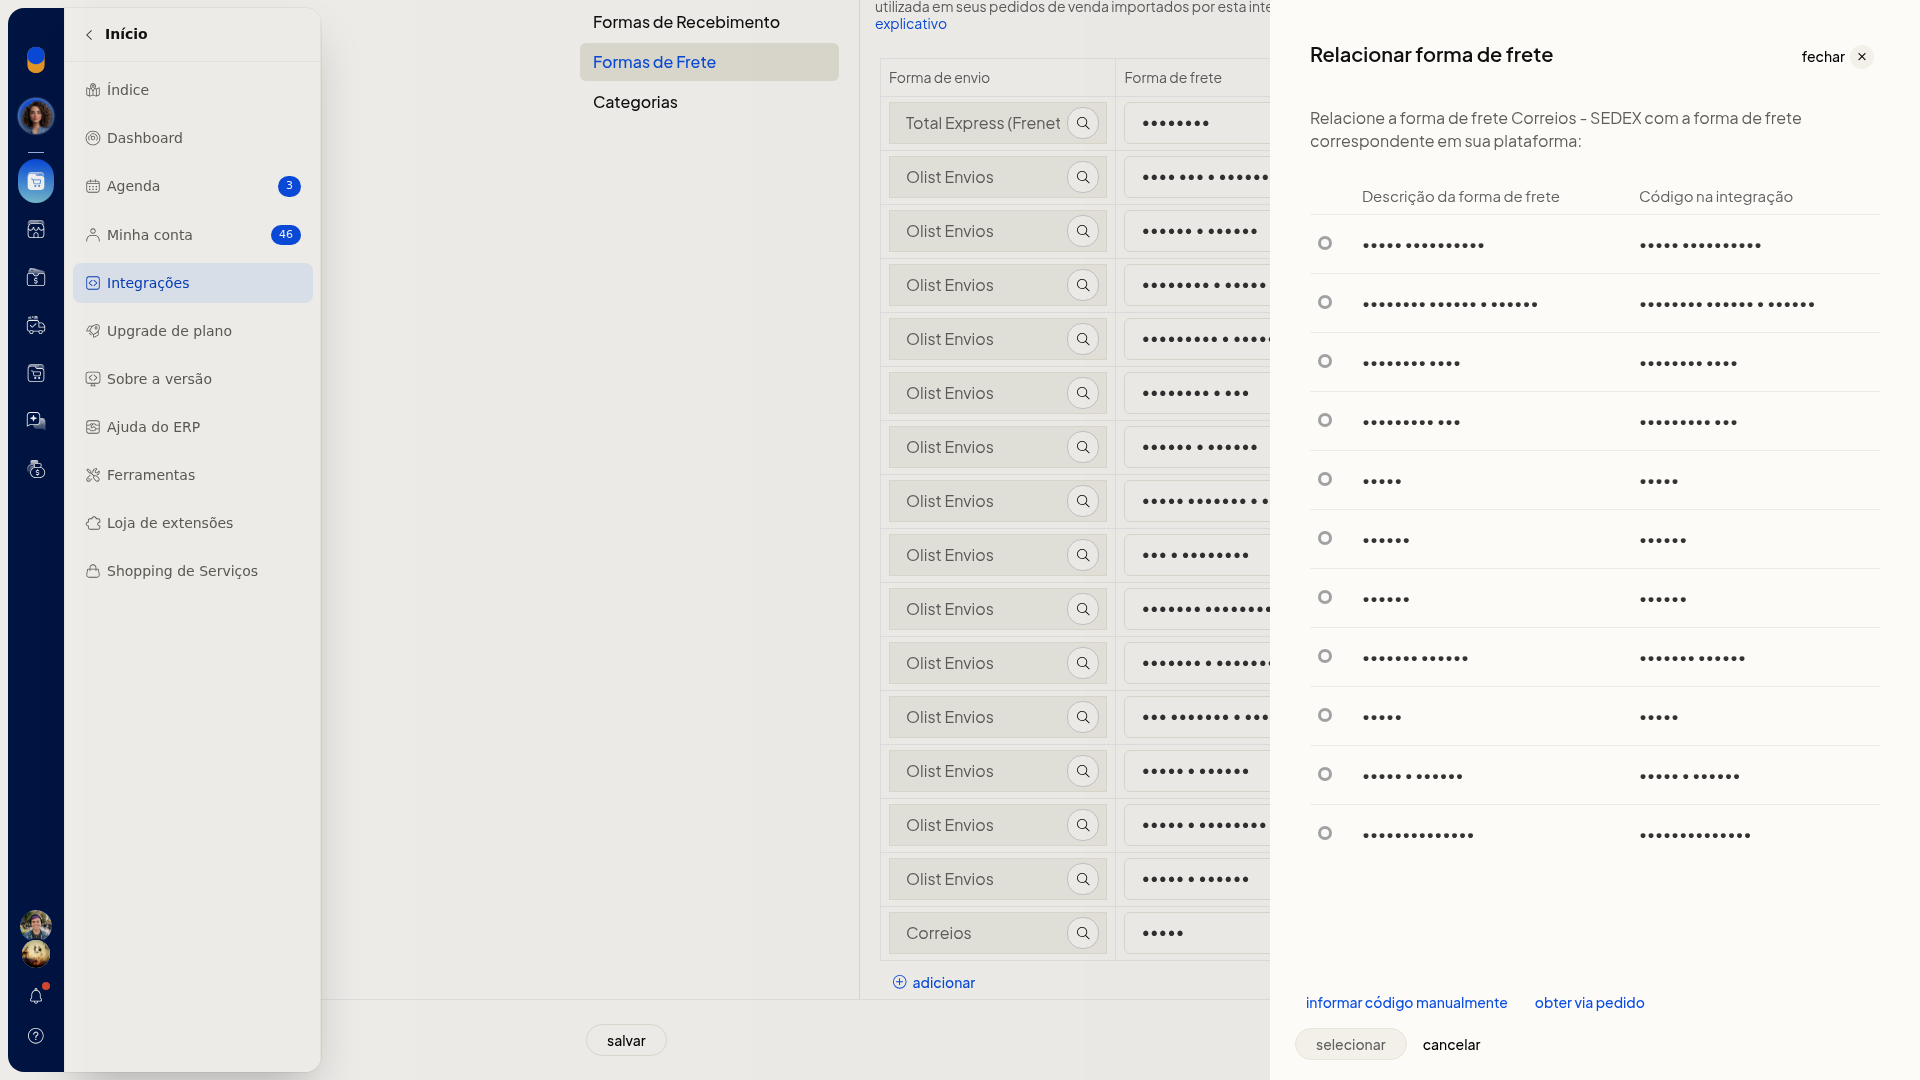 Início
Índice
Dashboard
Agenda
3
Minha conta
46
Integrações
Upgrade de plano
Sobre a versão
Ajuda do ERP
Ferramentas
Loja de extensões
Shopping de Serviços
Formas de Recebimento
Formas de Frete
Categorias
utilizada em seus pedidos de venda importados por esta inte
explicativo
Forma de envio Forma de frete
Total Express (Frenet ••••••••
Olist Envios •••• ••• • ••••••
Olist Envios •••••• • ••••••
Olist Envios •••••••• • •••••
Olist Envios ••••••••• • •••••
Olist Envios •••••••• • •••
Olist Envios •••••• • ••••••
Olist Envios ••••• ••••••• • •
Olist Envios ••• • ••••••••
Olist Envios ••••••• ••••••••
Olist Envios ••••••• • •••••••
Olist Envios ••• ••••••• • •••
Olist Envios ••••• • ••••••
Olist Envios ••••• • ••••••••
Olist Envios ••••• • ••••••
Correios •••••
adicionar
salvar
Relacionar forma de frete
fechar
Relacione a forma de frete Correios - SEDEX com a forma de frete
correspondente em sua plataforma:
Descrição da forma de frete Código na integração
••••• •••••••••• ••••• ••••••••••
•••••••• •••••• • •••••• •••••••• •••••• • ••••••
•••••••• •••• •••••••• ••••
••••••••• ••• ••••••••• •••
••••• •••••
•••••• ••••••
•••••• ••••••
••••••• •••••• ••••••• ••••••
••••• •••••
••••• • •••••• ••••• • ••••••
•••••••••••••• ••••••••••••••
informar código manualmente obter via pedido
selecionar cancelar